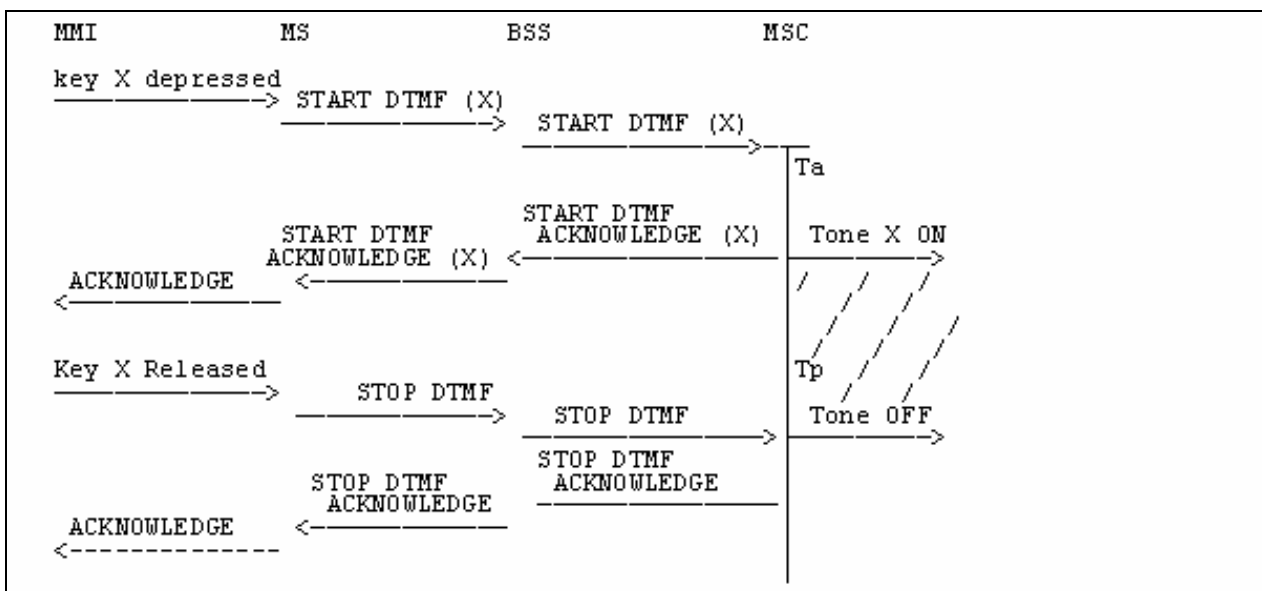 MMI MS BSS MSC
key X depressed
START DTMF (X)
START DTMF (X)
Ta
START DTMF
ACKNOWLEDGE (X)
Tone X ON
START DTMF
ACKNOWLEDGE (X)
ACKNOWLEDGE
Key X Released
Tp
STOP DTMF
STOP DTMF
Tone OFF
STOP DTMF
ACKNOWLEDGE
STOP DTMF
ACKNOWLEDGE
ACKNOWLEDGE